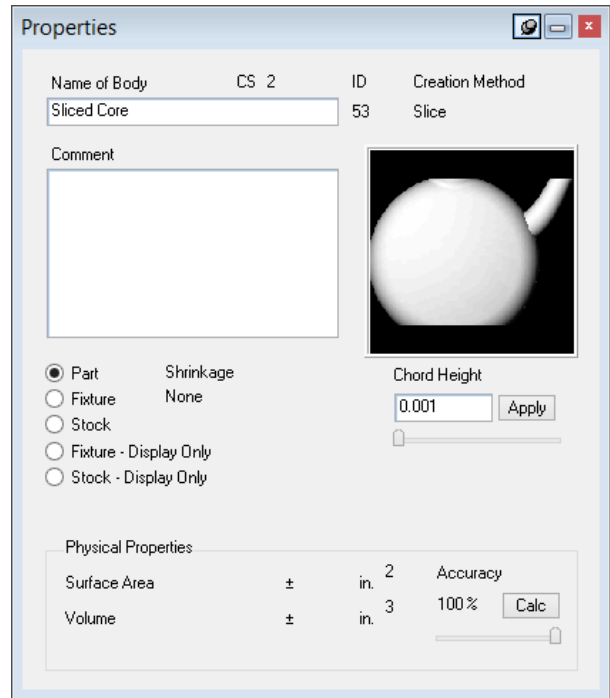 Properties
Name of Body CS 2 ID Creation Method
Sliced Core 53 Slice
Comment
Part Shrinkage
Fixture None
Stock
Fixture - Display Only
Stock - Display Only
Chord Height
0.001 Apply
Physical Properties
Surface Area ± in. 2 Accuracy
Volume ± in. 3 100% Calc